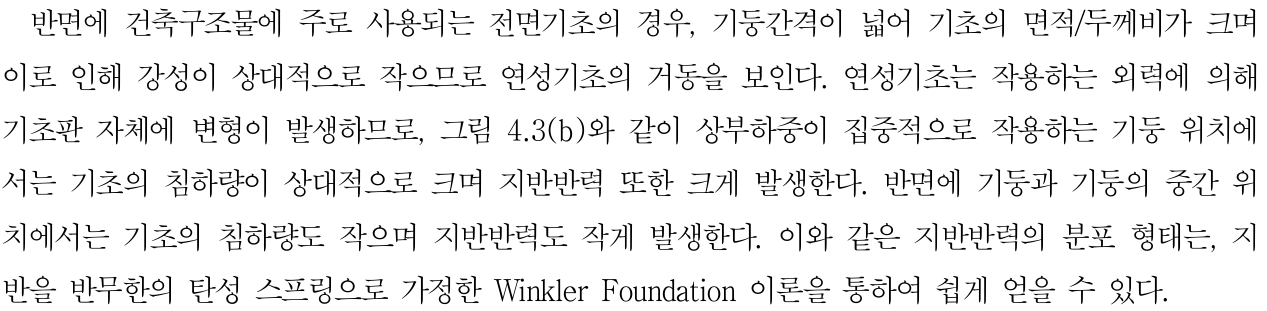 반면에 건축구조물에 주로 사용되는 전면기초의 경우, 기둥간격이 넓어 기초의 면적/두께비가 크며
이로 인해 강성이 상대적으로 작으므로 연성기초의 거동을 보인다. 연성기초는 작용하는 외력에 의해
기초판 자체에 변형이 발생하므로, 그림 4.3(b)와 같이 상부하중이 집중적으로 작용하는 기둥 위치에
서는 기초의 침하량이 상대적으로 크며 지반반력 또한 크게 발생한다. 반면에 기둥과 기둥의 중간 위
치에서는 기초의 침하량도 작으며 지반반력도 작게 발생한다. 이와 같은 지반반력의 분포 형태는, 지
반을 반무한의 탄성 스프링으로 가정한 Winkler Foundation 이론을 통하여 쉽게 얻을 수 있다.